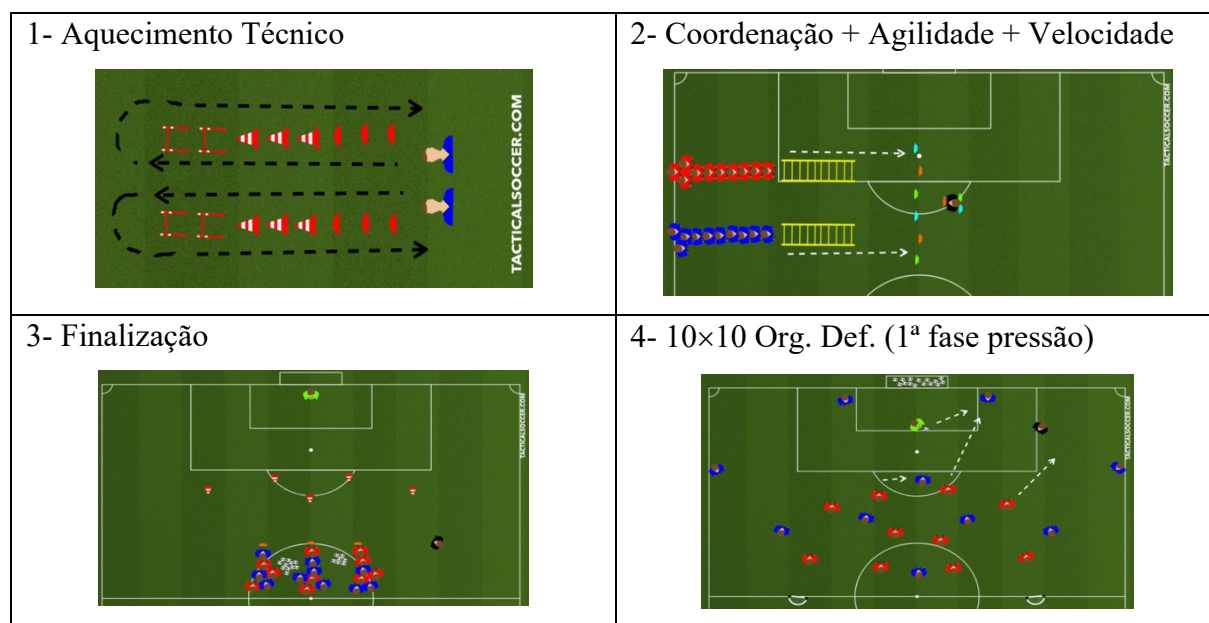 1- Aquecimento Técnico
TACTICALSOCCER.COM
2- Coordenação + Agilidade + Velocidade
TACTICALSOCCER.COM
3- Finalização
TACTICALSOCCER.COM
4- 10×10 Org. Def. (1ª fase pressão)
TACTICALSOCCER.COM